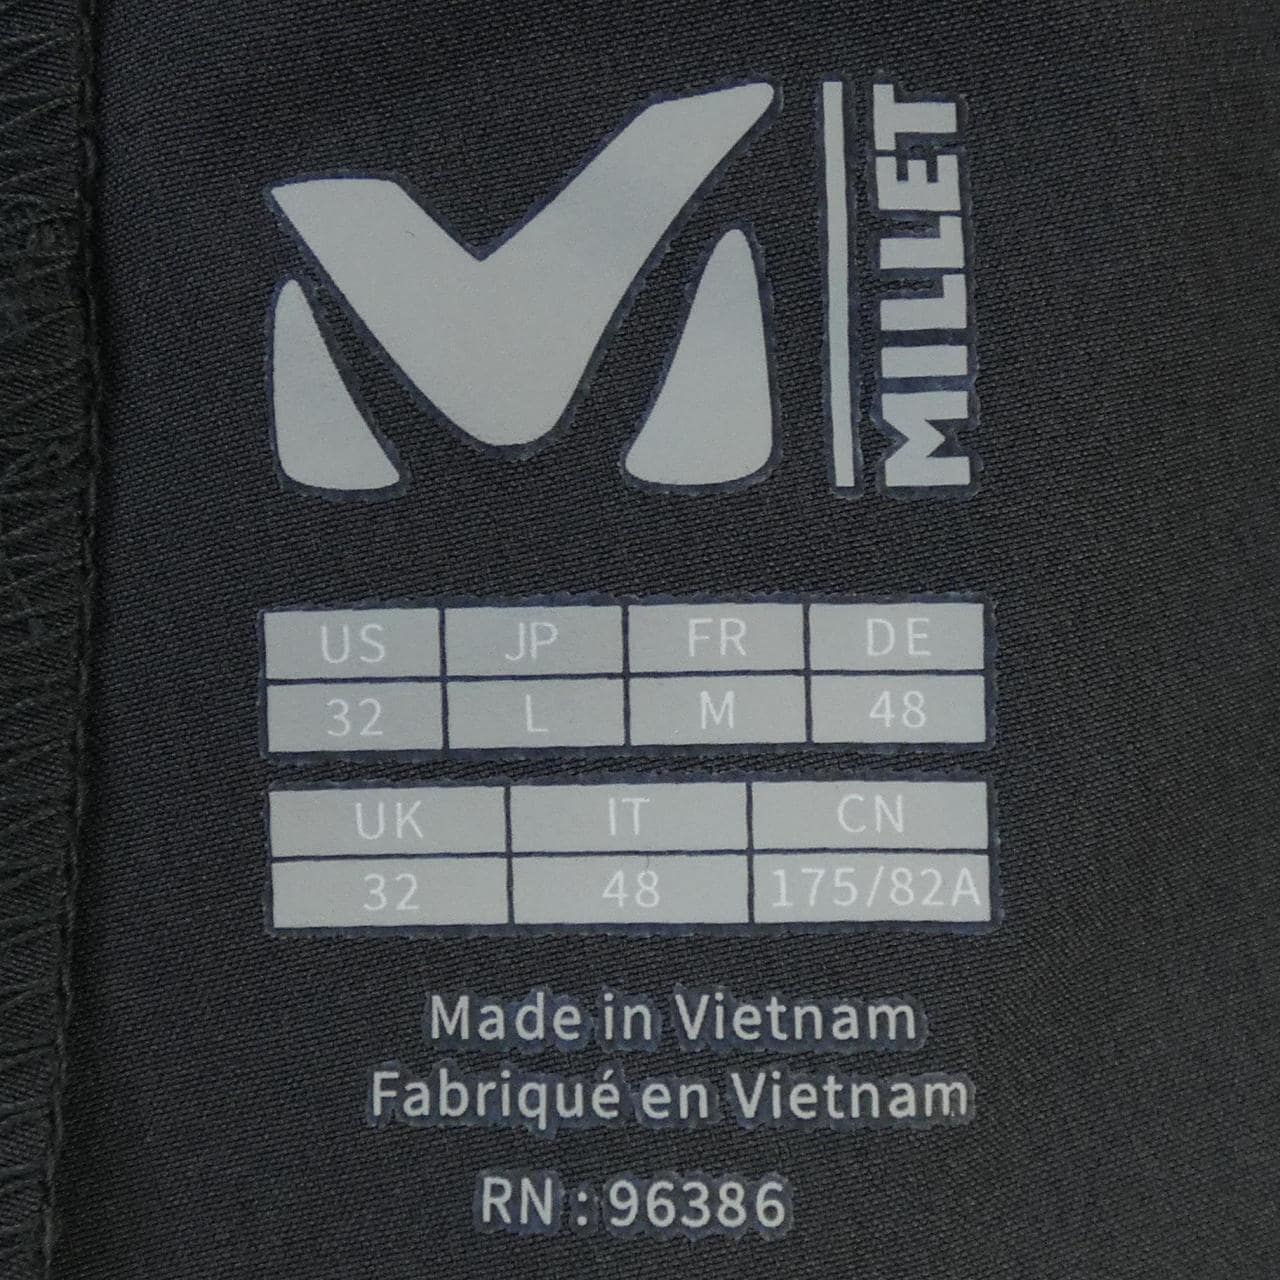 MILLET
US JP FR DE
32 L M 48
UK IT CN
32 48 175/82A
Made in Vietnam
Fabriqué en Vietnam
RN : 96386